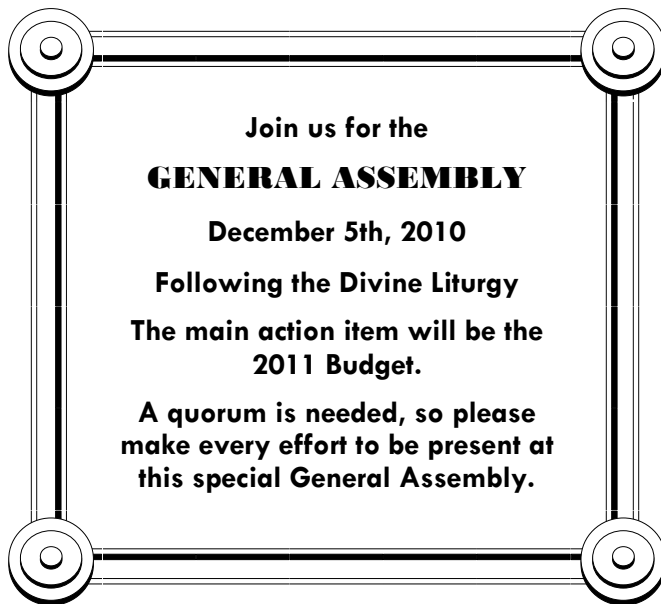 Join us for the
GENERAL ASSEMBLY
December 5th, 2010
Following the Divine Liturgy
The main action item will be the
2011 Budget.
A quorum is needed, so please
make every effort to be present at
this special General Assembly.